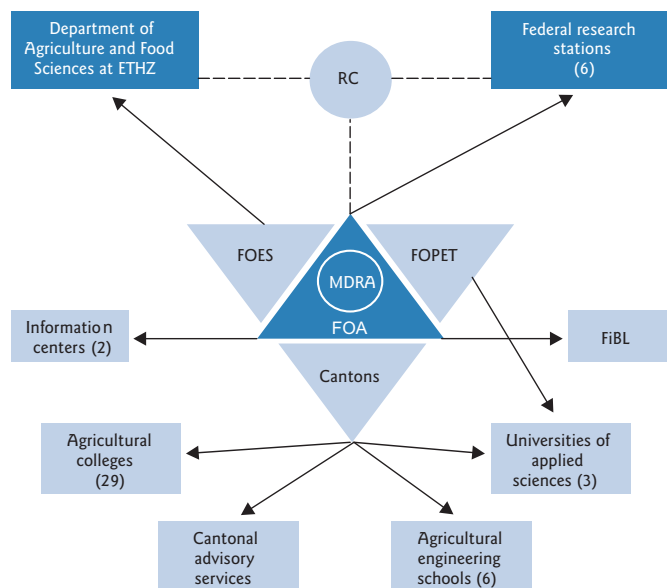 Department of
Agriculture and Food
Sciences at ETHZ
RC
Federal research
stations
(6)
FOES
FOPET
MDRA
FOA
Information
centers (2)
FiBL
Cantons
Agricultural
colleges
(29)
Universities of
applied
sciences (3)
Cantonal
advisory
services
Agricultural
engineering
schools (6)